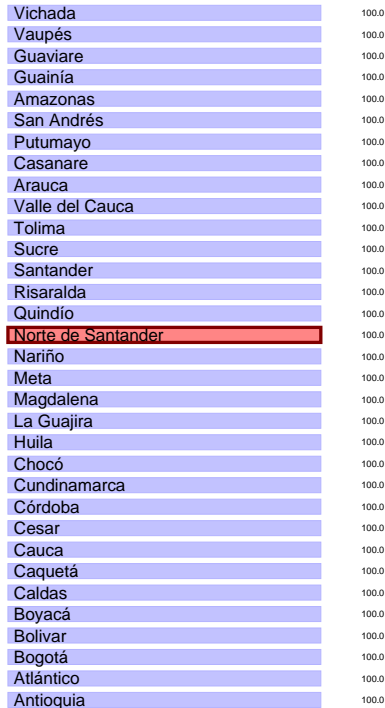 Vichada 100.0
Vaupés 100.0
Guaviare 100.0
Guainía 100.0
Amazonas 100.0
San Andrés 100.0
Putumayo 100.0
Casanare 100.0
Arauca 100.0
Valle del Cauca 100.0
Tolima 100.0
Sucre 100.0
Santander 100.0
Risaralda 100.0
Quindío 100.0
Norte de Santander 100.0
Nariño 100.0
Meta 100.0
Magdalena 100.0
La Guajira 100.0
Huila 100.0
Chocó 100.0
Cundinamarca 100.0
Córdoba 100.0
Cesar 100.0
Cauca 100.0
Caquetá 100.0
Caldas 100.0
Boyacá 100.0
Bolivar 100.0
Bogotá 100.0
Atlántico 100.0
Antioquia 100.0